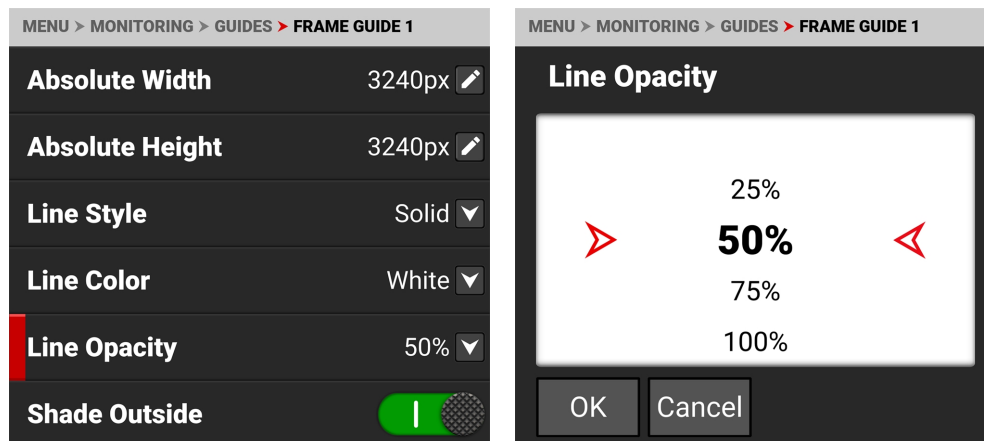 MENU > MONITORING > GUIDES > FRAME GUIDE 1
Absolute Width 3240px
Absolute Height 3240px
Line Style Solid
Line Color White
Line Opacity 50%
Shade Outside
MENU > MONITORING > GUIDES > FRAME GUIDE 1
Line Opacity
25%
50%
75%
100%
OK Cancel